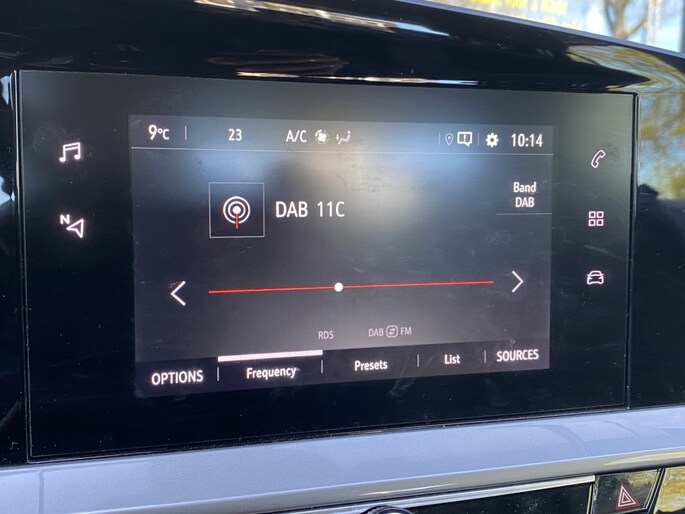 9°C 23 A/C 10:14
DAB 11C
Band
DAB
N
RDS DAB FM
OPTIONS Frequency Presets List SOURCES